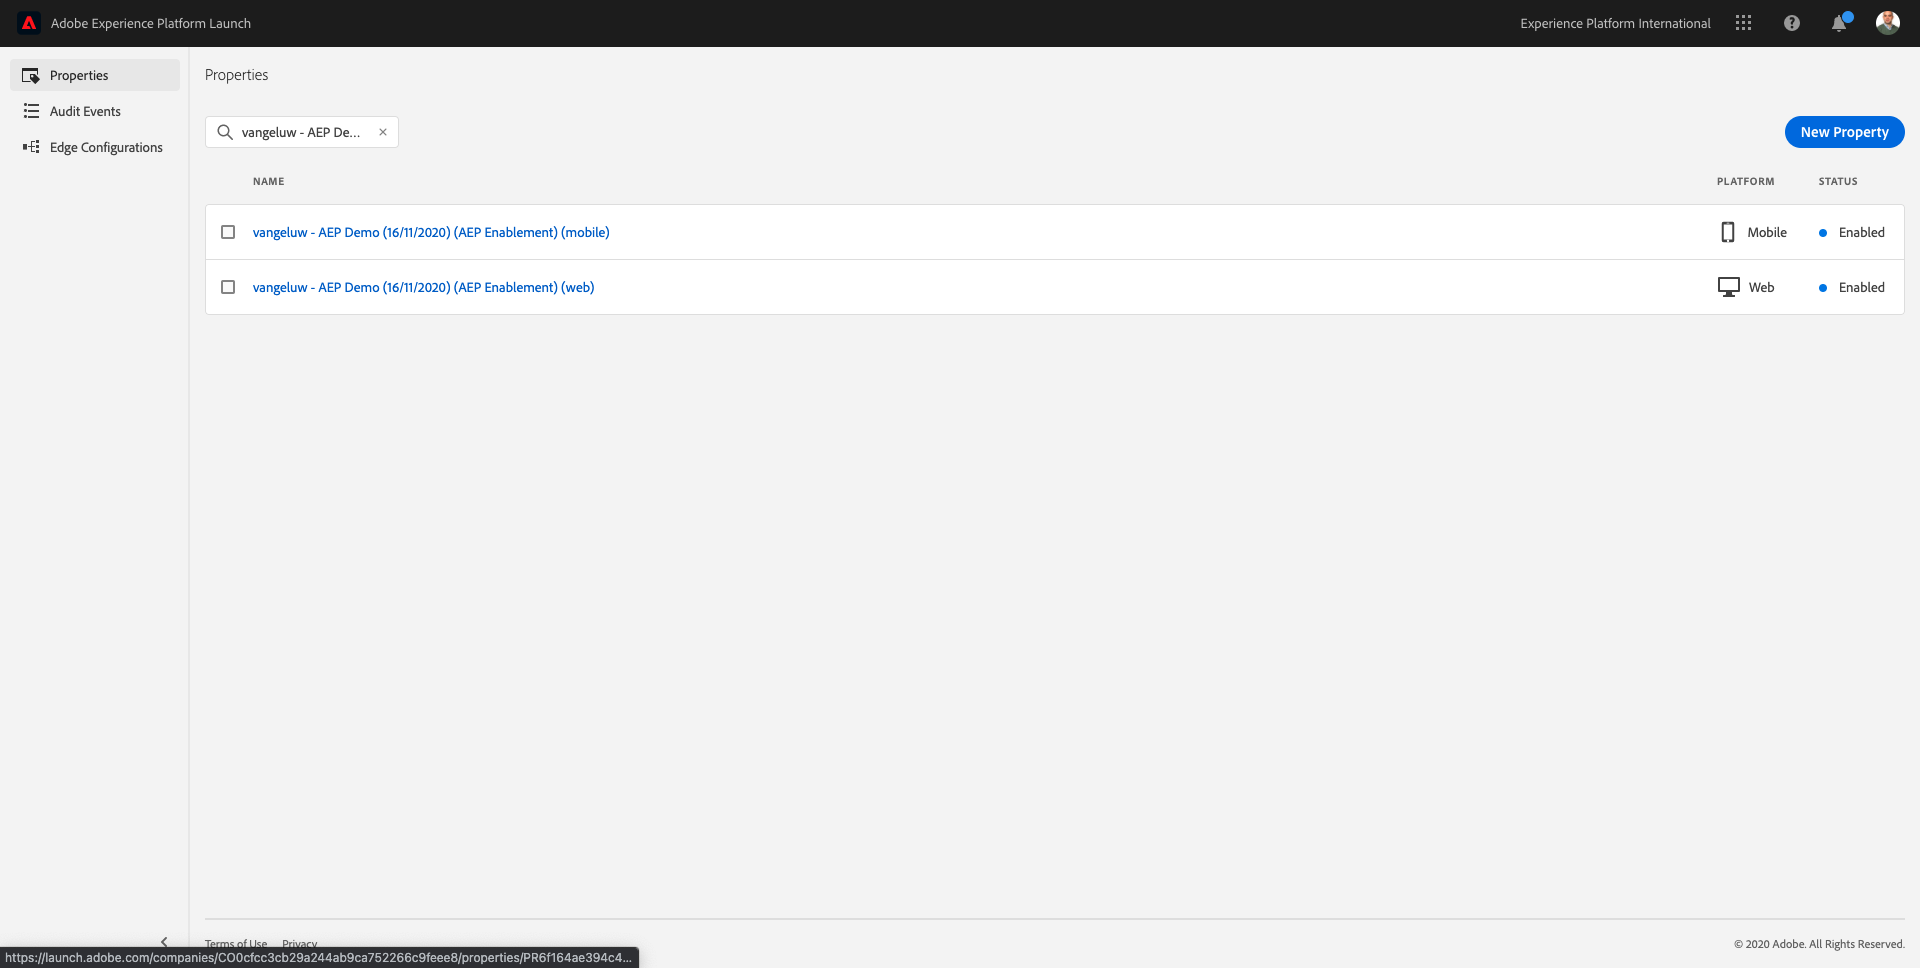 Adobe Experience Platform Launch
Experience Platform International
Properties
Audit Events
Edge Configurations
Properties
vangeluw - AEP De...
New Property
NAME PLATFORM STATUS
vangeluw - AEP Demo (16/11/2020) (AEP Enablement) (mobile) Mobile Enabled
vangeluw - AEP Demo (16/11/2020) (AEP Enablement) (web) Web Enabled
Terms of Use Privacy
© 2020 Adobe. All Rights Reserved.
https://launch.adobe.com/companies/CO0cfcc3cb29a244ab9ca752266c9feee8/properties/PR6f164ae394c4...